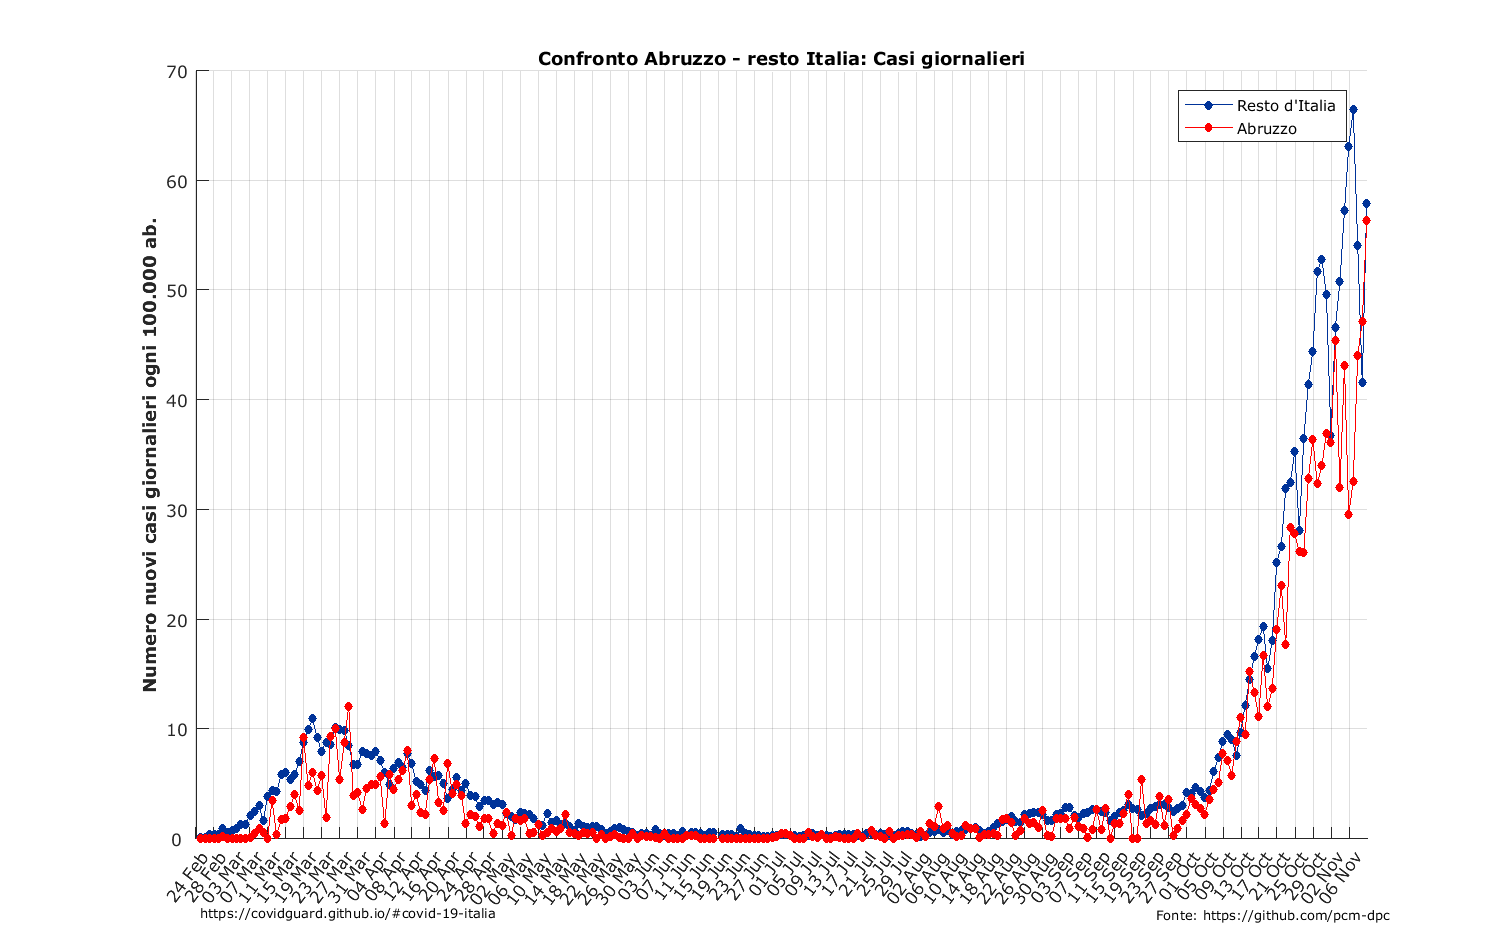 Confronto Abruzzo - resto Italia: Casi giornalieri
Resto d'Italia
Abruzzo
Numero nuovi casi giornalieri ogni 100.000 ab.
70
60
50
40
30
20
10
0
24 Feb
28 Feb
03 Mar
07 Mar
11 Mar
15 Mar
19 Mar
23 Mar
27 Mar
31 Mar
04 Apr
08 Apr
12 Apr
16 Apr
20 Apr
24 Apr
28 Apr
02 May
06 May
10 May
14 May
18 May
22 May
26 May
30 May
03 Jun
07 Jun
11 Jun
15 Jun
19 Jun
23 Jun
27 Jun
01 Jul
05 Jul
09 Jul
13 Jul
17 Jul
21 Jul
25 Jul
29 Jul
02 Aug
06 Aug
10 Aug
14 Aug
18 Aug
22 Aug
26 Aug
30 Aug
03 Sep
07 Sep
11 Sep
15 Sep
19 Sep
23 Sep
27 Sep
01 Oct
05 Oct
09 Oct
13 Oct
17 Oct
21 Oct
25 Oct
29 Oct
02 Nov
06 Nov
https://covidguard.github.io/#covid-19-italia
Fonte: https://github.com/pcm-dpc